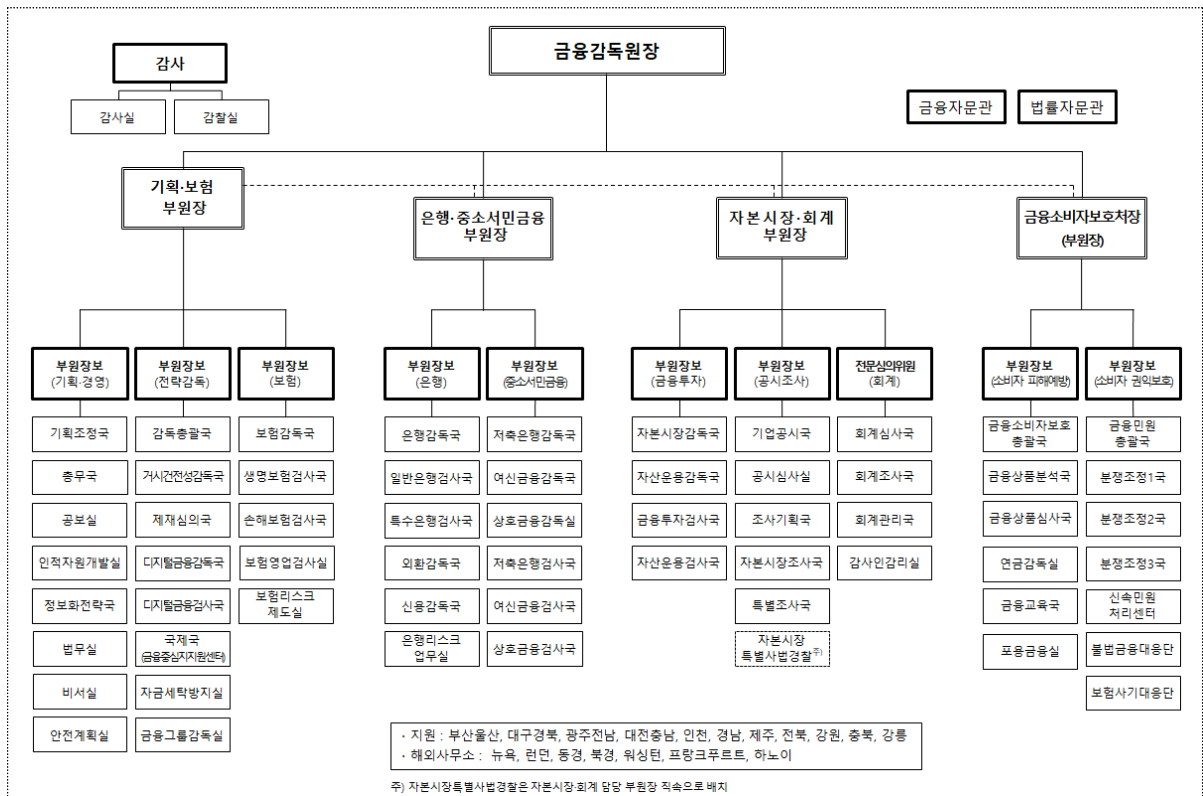 금융감독원장
감사
감사실
감찰실
금융자문관
법률자문관
기획·보험
부원장
은행·중소서민금융
부원장
자본시장·회계
부원장
금융소비자보호처장
(부원장)
부원장보
(기획·경영)
부원장보
(전략감독)
부원장보
(보험)
부원장보
(은행)
부원장보
(중소서민금융)
부원장보
(금융투자)
부원장보
(공시조사)
전문심의위원
(회계)
부원장보
(소비자 피해예방)
부원장보
(소비자 권익보호)
기획조정국
총무국
공보실
인적자원개발실
정보화전략국
법무실
비서실
안전계획실
감독총괄국
거시건전성감독국
제재심의국
디지털금융감독국
디지털금융검사국
국제국
(금융중심지지원센터)
자금세탁방지실
금융그룹감독실
보험감독국
생명보험검사국
손해보험검사국
보험영업검사실
보험리스크
제도실
은행감독국
일반은행검사국
특수은행검사국
외환감독국
신용감독국
은행리스크
업무실
저축은행감독국
여신금융감독국
상호금융감독실
저축은행검사국
여신금융검사국
상호금융검사국
자본시장감독국
자산운용감독국
금융투자검사국
자산운용검사국
기업공시국
공시심사실
조사기획국
자본시장조사국
특별조사국
자본시장
특별사법경찰주)
회계심사국
회계조사국
회계관리국
감사인감리실
금융소비자보호
총괄국
금융상품분석국
금융상품심사국
연금감독실
금융교육국
포용금융실
금융민원
총괄국
분쟁조정1국
분쟁조정2국
분쟁조정3국
신속민원
처리센터
불법금융대응단
보험사기대응단
· 지원 : 부산울산, 대구경북, 광주전남, 대전충남, 인천, 경남, 제주, 전북, 강원, 충북, 강릉
· 해외사무소 : 뉴욕, 런던, 동경, 북경, 워싱턴, 프랑크푸르트, 하노이
주) 자본시장특별사법경찰은 자본시장·회계 담당 부원장 직속으로 배치